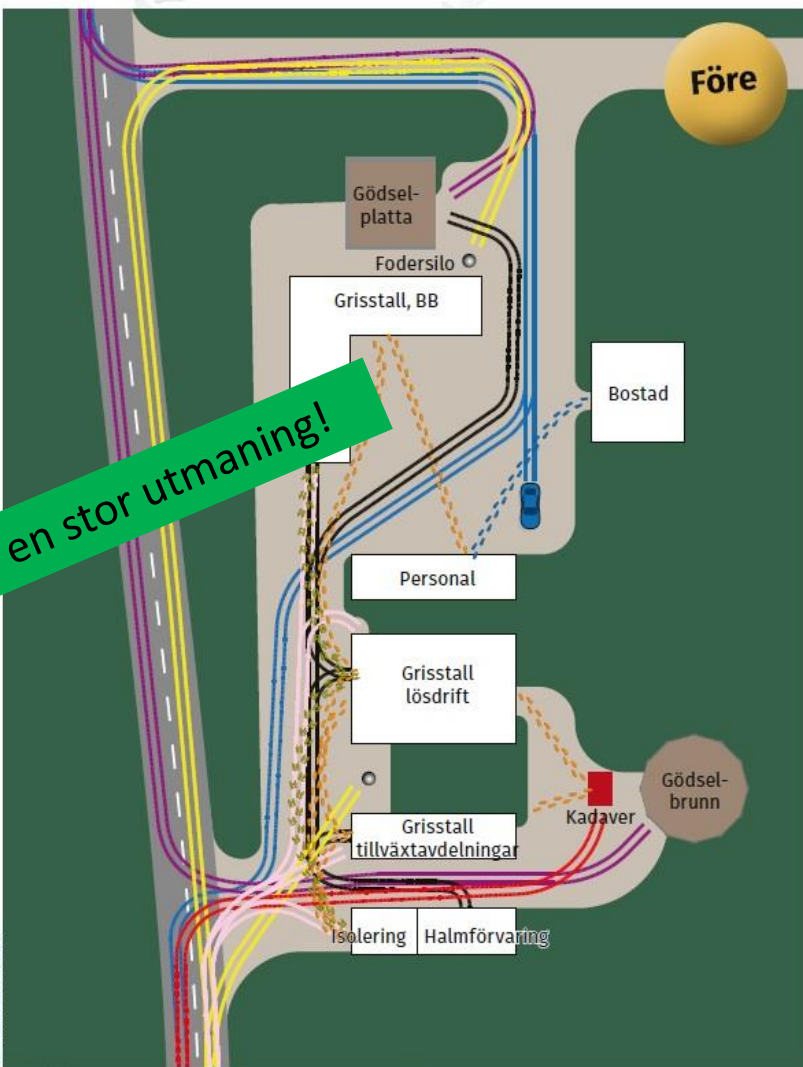 Före
Gödsel-
platta
Fodersilo
Grisstall, BB
Bostad
en stor utmaning!
Personal
Grisstall
lösdrift
Gödsel-
brunn
Kadaver
Grisstall
tillväxtavdelningar
Isolering
Halmförvaring